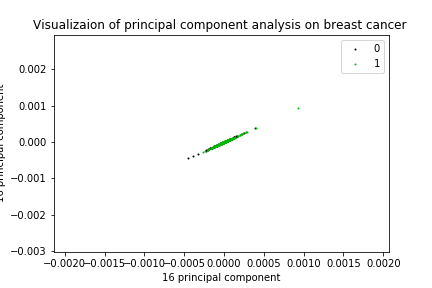 Visualizaion of principal component analysis on breast cancer
0
1
0.002
0.001
0.000
−0.001
−0.002
−0.003
−0.0020 −0.0015 −0.0010 −0.0005 0.0000 0.0005 0.0010 0.0015 0.0020
16 principal component
16 principal component